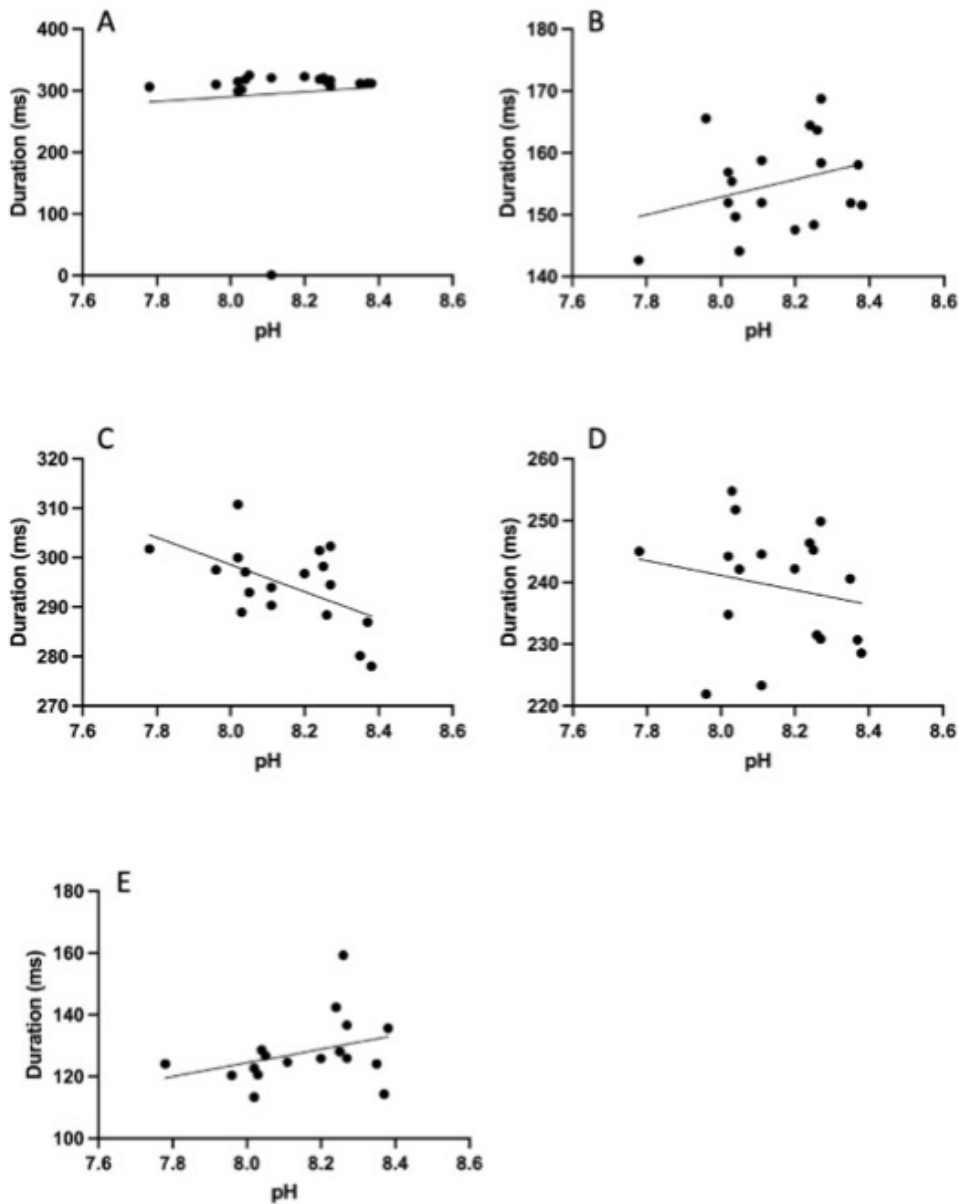 A
B
Duration (ms)
400
300
200
100
0
7.6 7.8 8.0 8.2 8.4 8.6
pH
Duration (ms)
180
170
160
150
140
7.6 7.8 8.0 8.2 8.4 8.6
pH
C
D
Duration (ms)
320
310
300
290
280
270
7.6 7.8 8.0 8.2 8.4 8.6
pH
Duration (ms)
260
250
240
230
220
7.6 7.8 8.0 8.2 8.4 8.6
pH
E
Duration (ms)
180
160
140
120
100
7.6 7.8 8.0 8.2 8.4 8.6
pH